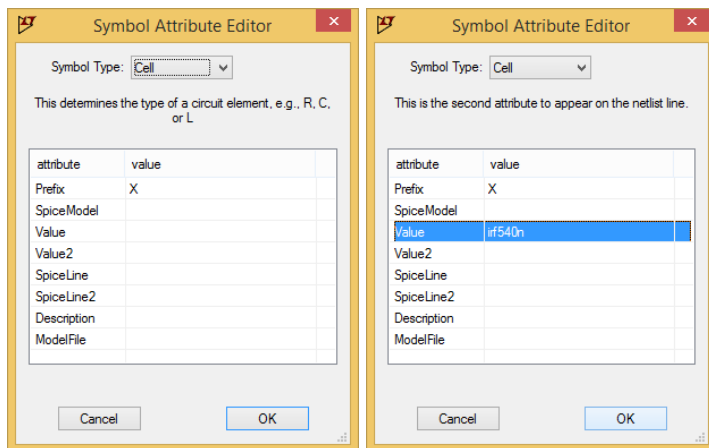 Symbol Attribute Editor
×
Symbol Type: Cell
This determines the type of a circuit element, e.g., R, C,
or L
attribute value
Prefix X
SpiceModel
Value
Value2
SpiceLine
SpiceLine2
Description
ModelFile
Cancel OK
Symbol Attribute Editor
×
Symbol Type: Cell
This is the second attribute to appear on the netlist line.
attribute value
Prefix X
SpiceModel
Value irf540n
Value2
SpiceLine
SpiceLine2
Description
ModelFile
Cancel OK